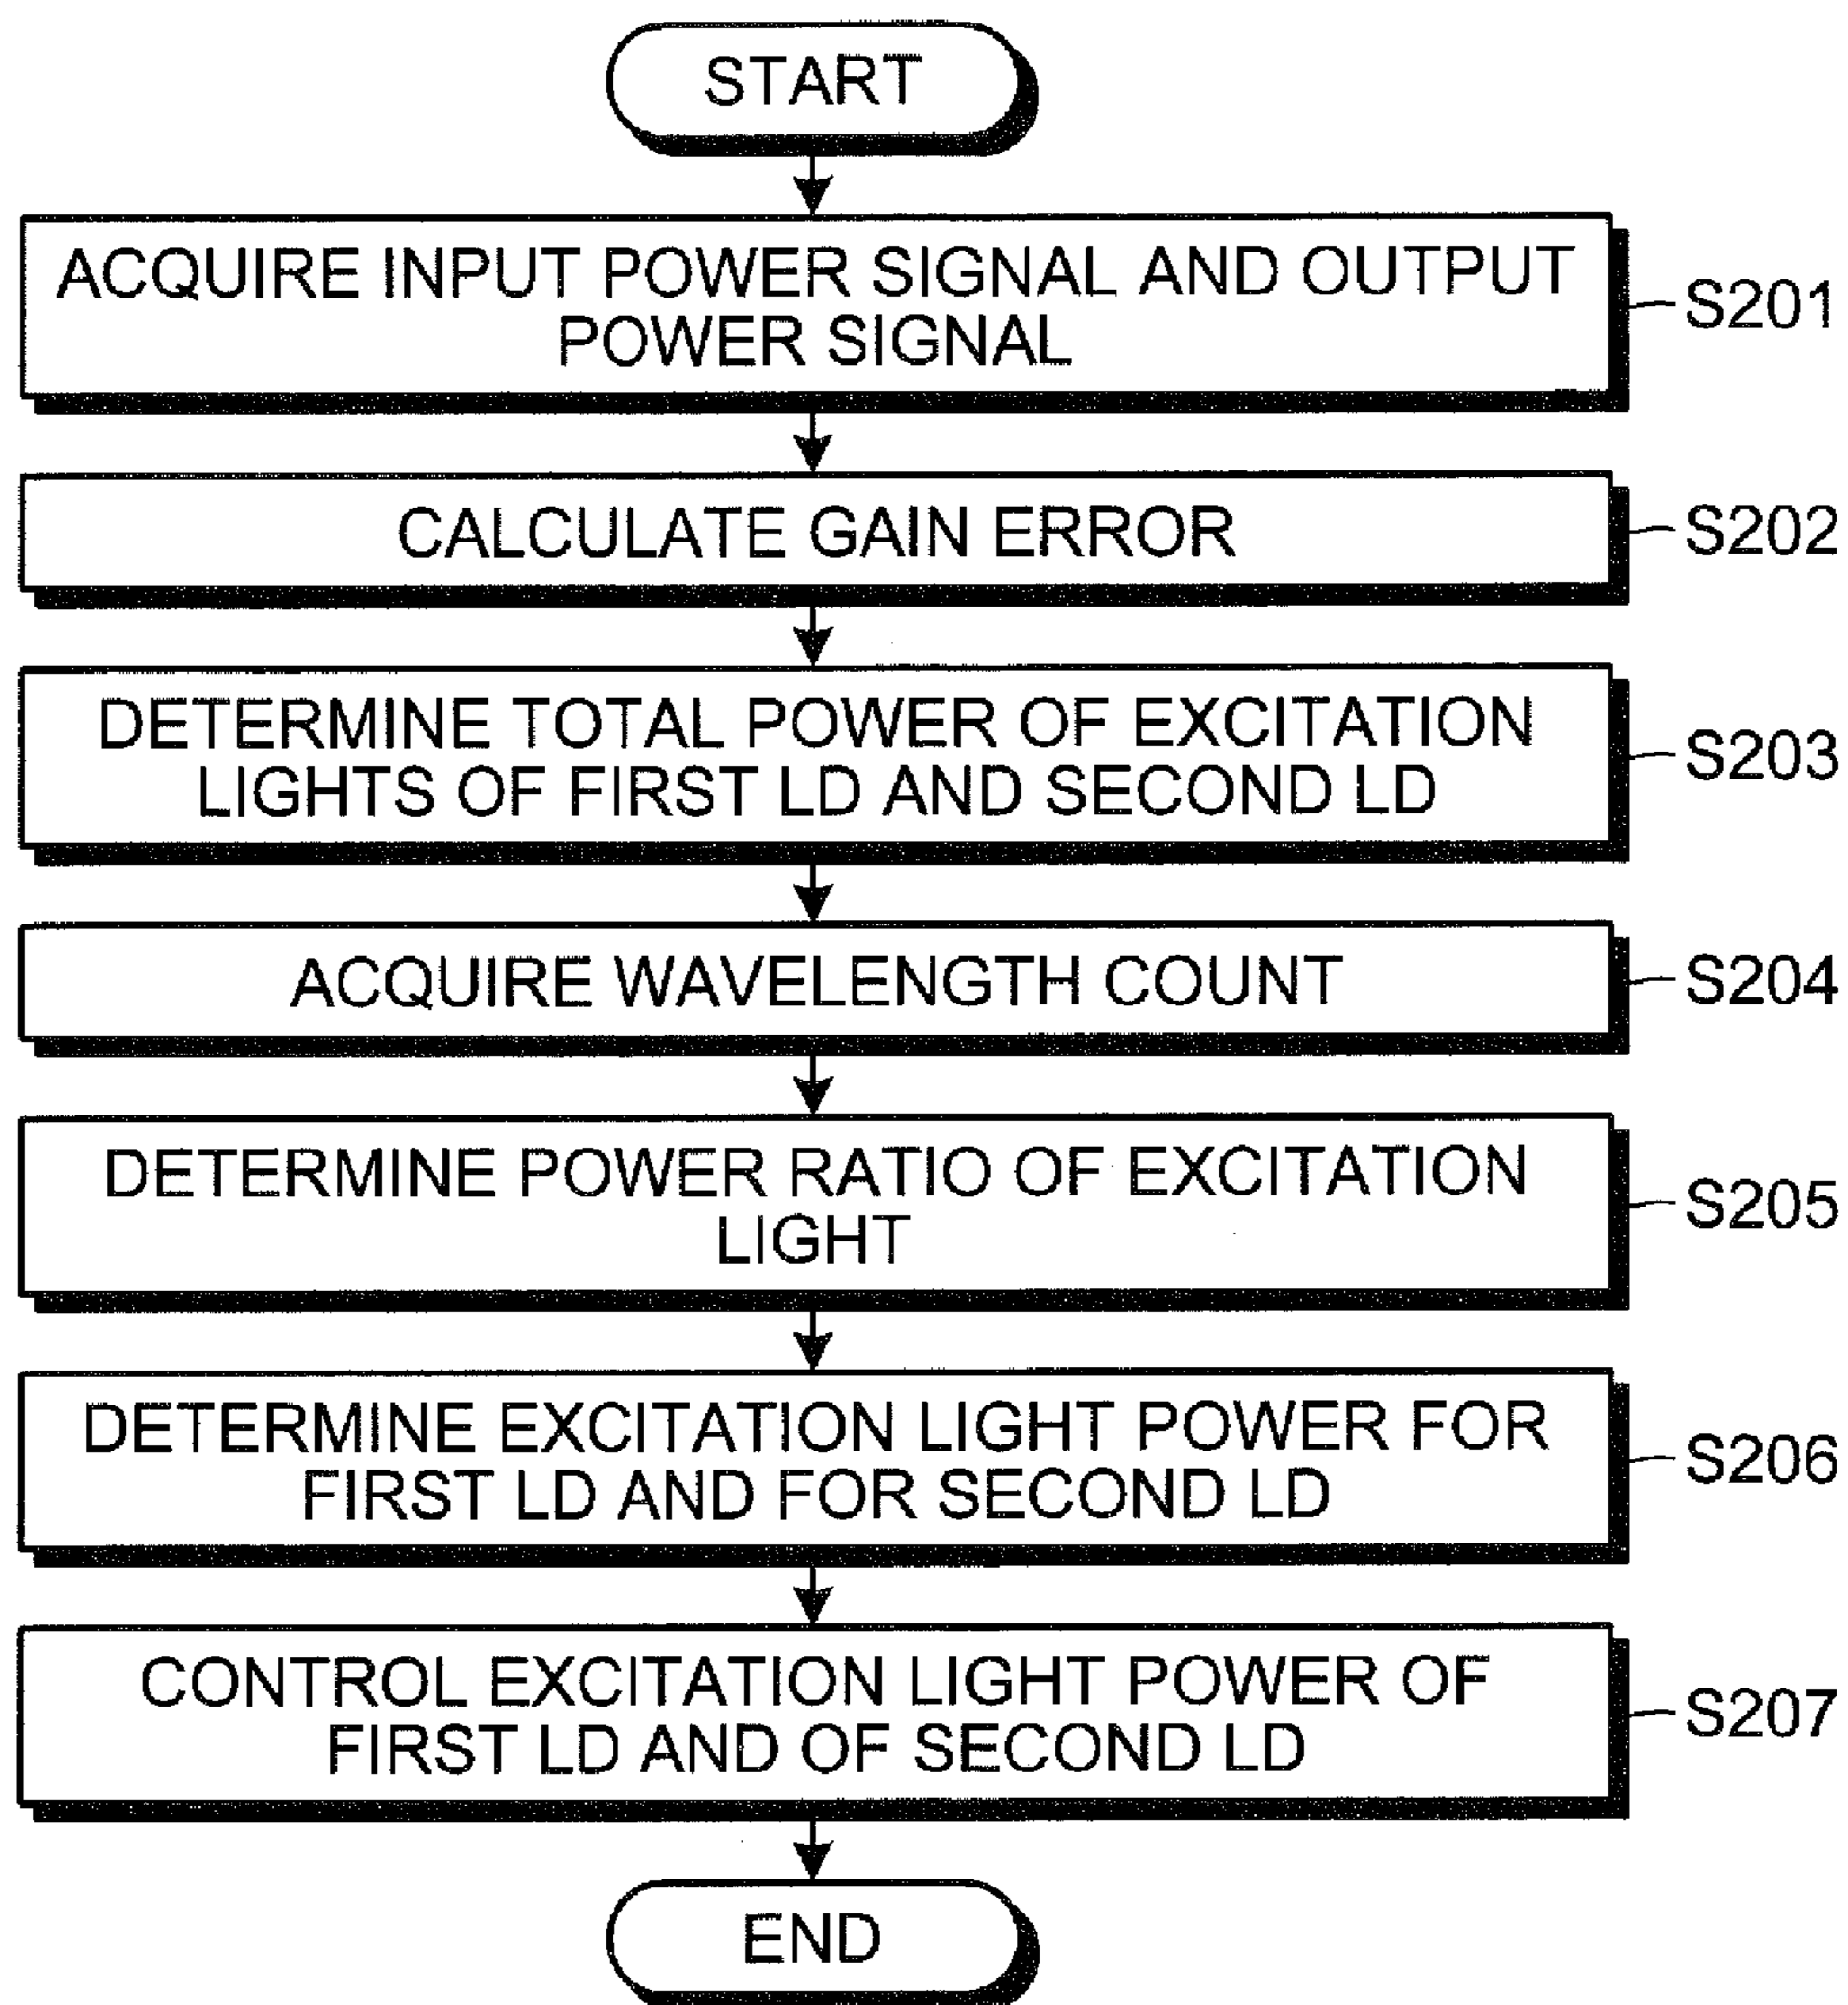 START
ACQUIRE INPUT POWER SIGNAL AND OUTPUT
POWER SIGNAL
S201
CALCULATE GAIN ERROR
S202
DETERMINE TOTAL POWER OF EXCITATION
LIGHTS OF FIRST LD AND SECOND LD
S203
ACQUIRE WAVELENGTH COUNT
S204
DETERMINE POWER RATIO OF EXCITATION
LIGHT
S205
DETERMINE EXCITATION LIGHT POWER FOR
FIRST LD AND FOR SECOND LD
S206
CONTROL EXCITATION LIGHT POWER OF
FIRST LD AND OF SECOND LD
S207
END